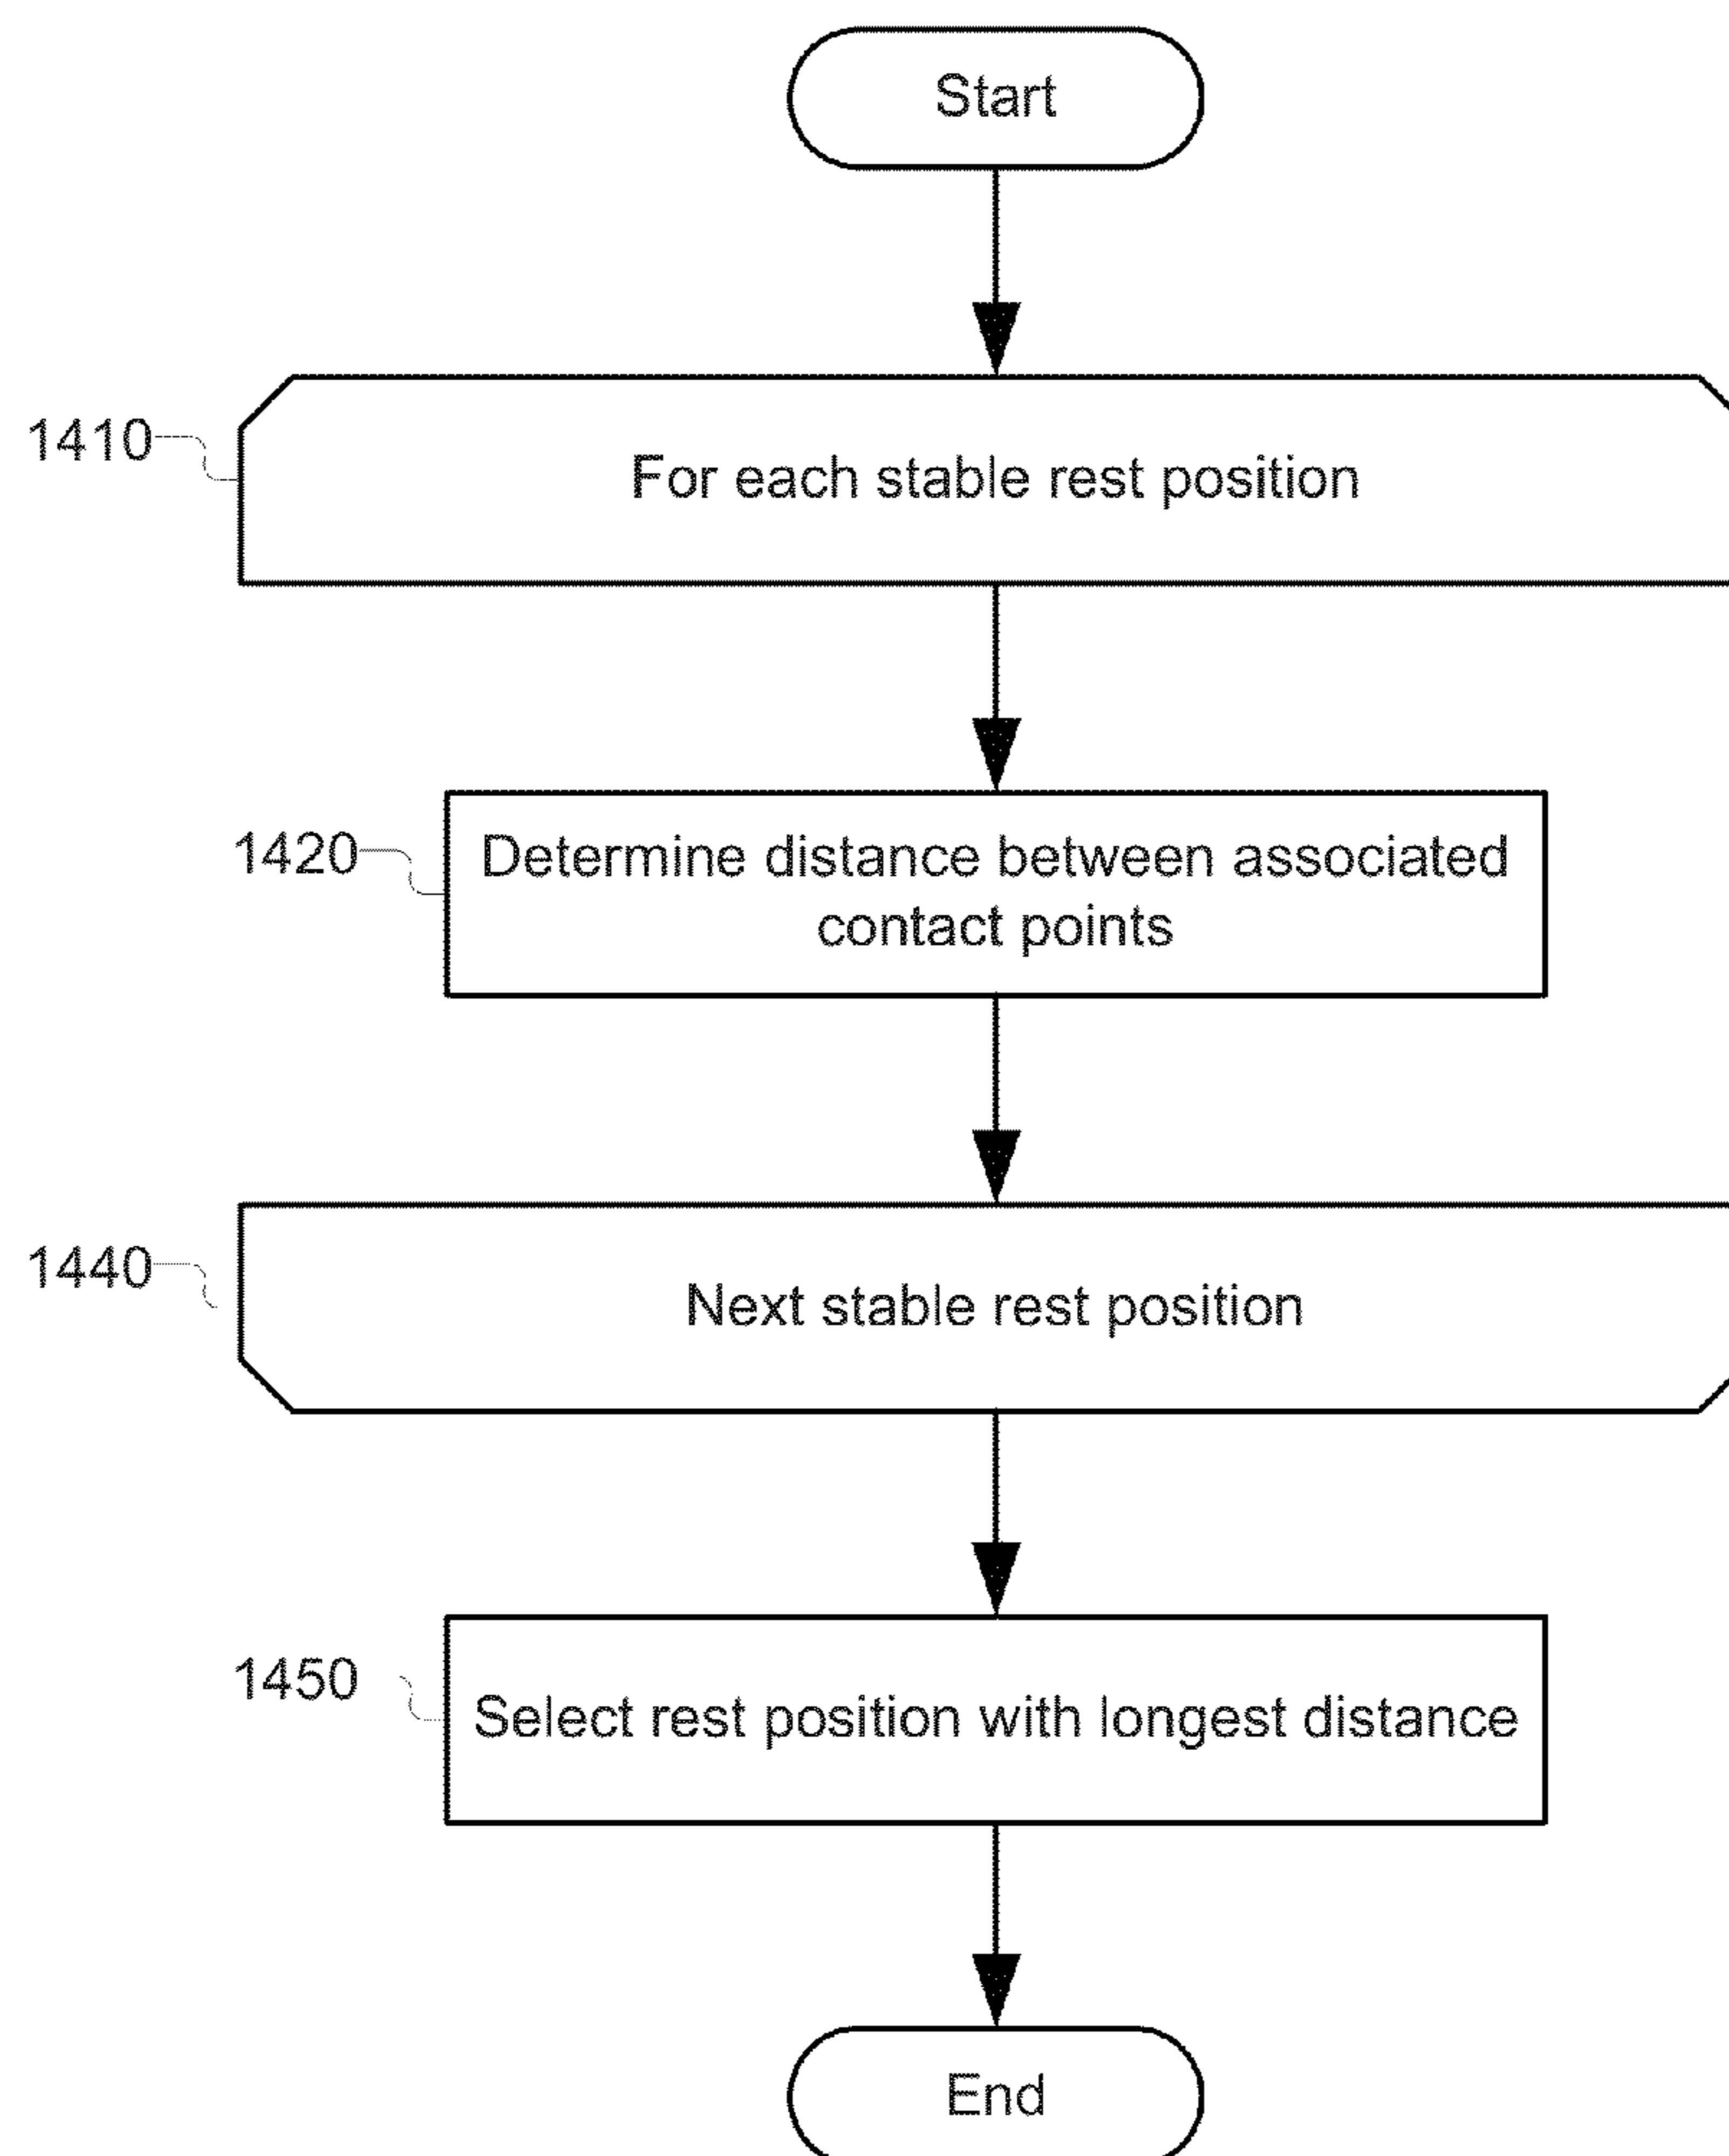 Start
1410
For each stable rest position
1420
Determine distance between associated
contact points
1440
Next stable rest position
1450
Select rest position with longest distance
End